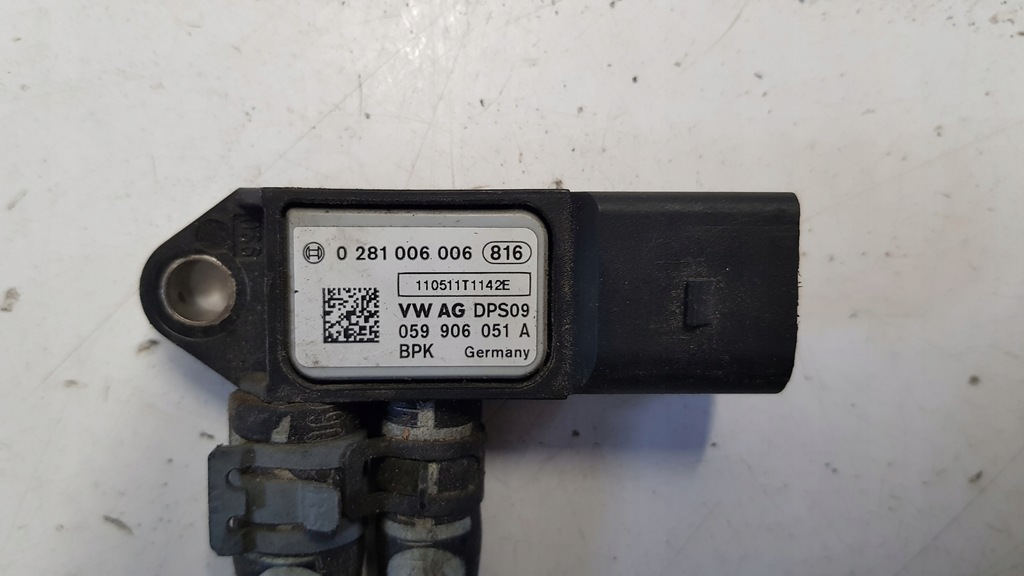 0 281 006 006 816
110511T1142E
VW AG DPS09
059 906 051 A
BPK Germany